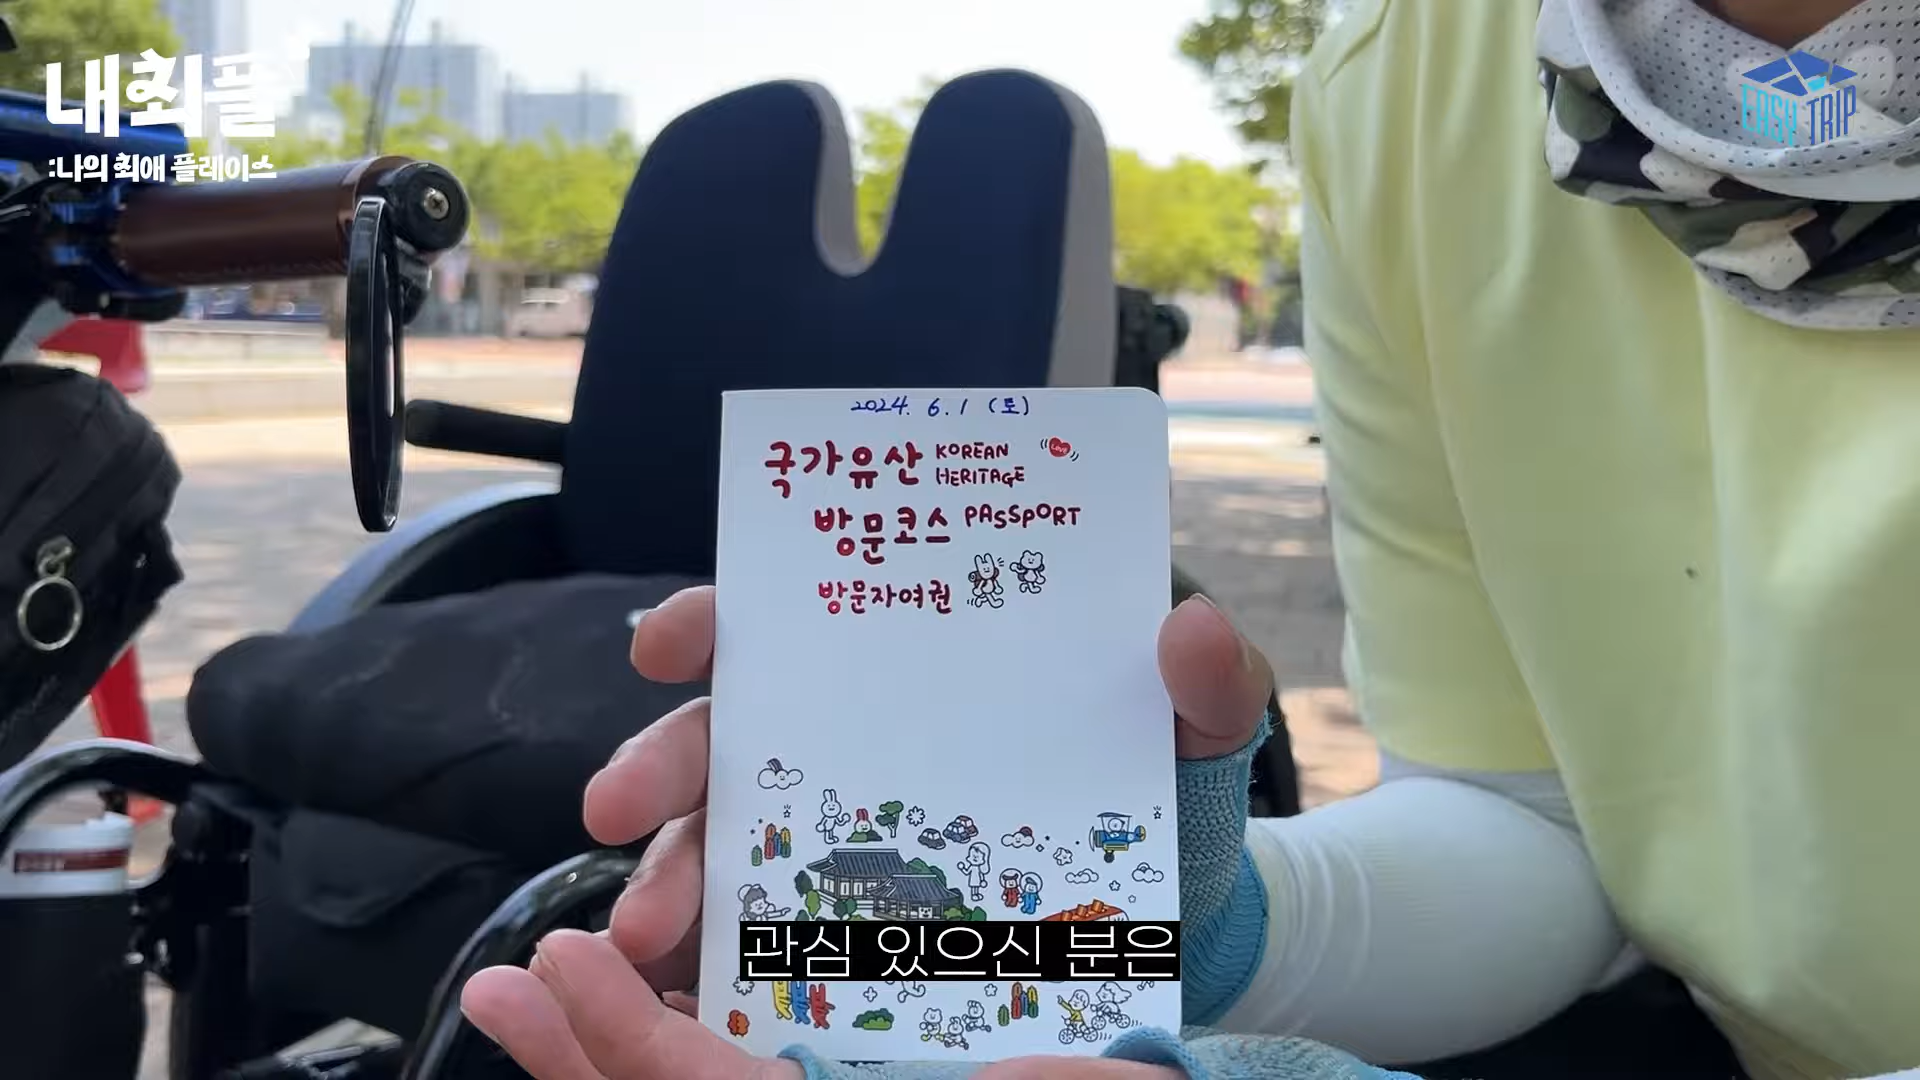 내최플
:나의 최애 플레이스
EASY TRIP
2024. 6. 1 (토)
국가유산 KOREAN HERITAGE
LOVE
방문코스 PASSPORT
방문자여권
관심 있으신 분은